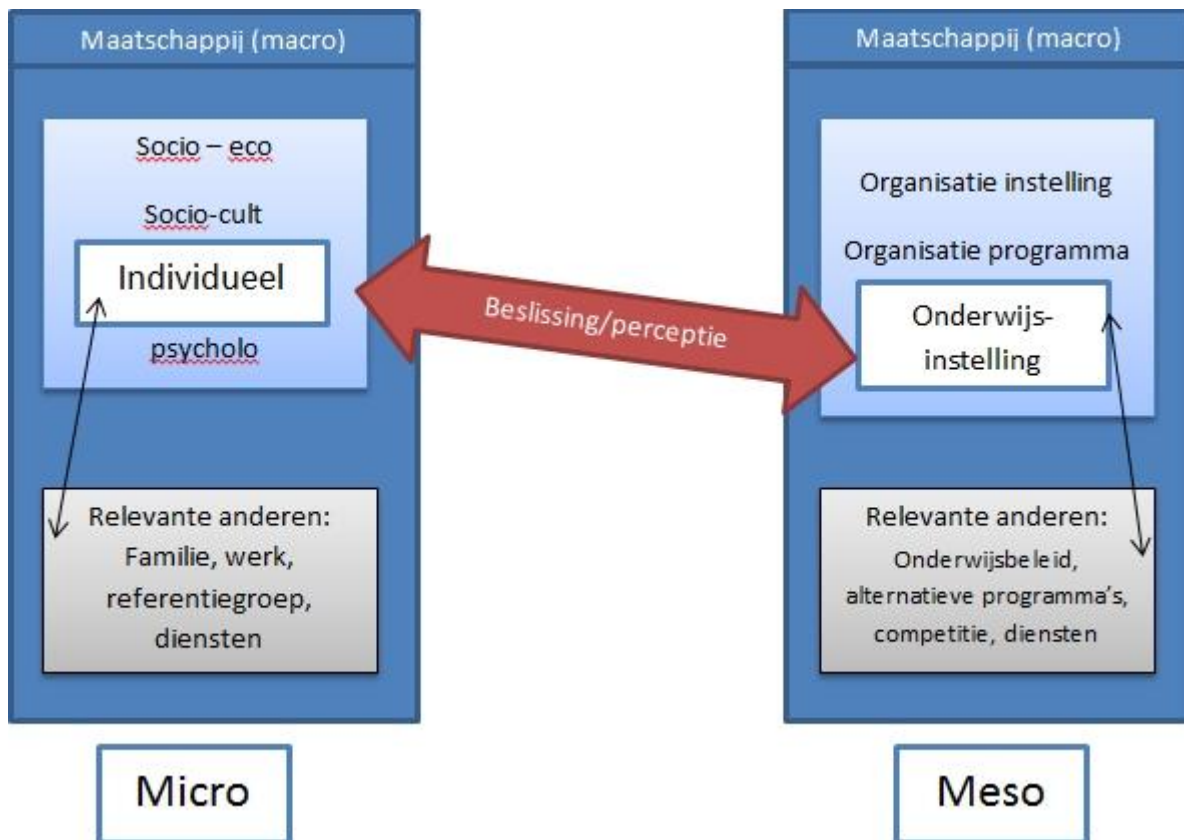 Maatschappij (macro)
Socio – eco
Socio-cult
Individueel
psycholo
Relevante anderen:
Familie, werk,
referentiegroep,
diensten
Micro
Beslissing/perceptie
Maatschappij (macro)
Organisatie instelling
Organisatie programma
Onderwijs-
instelling
Relevante anderen:
Onderwijsbeleid,
alternatieve programma's,
competitie, diensten
Meso